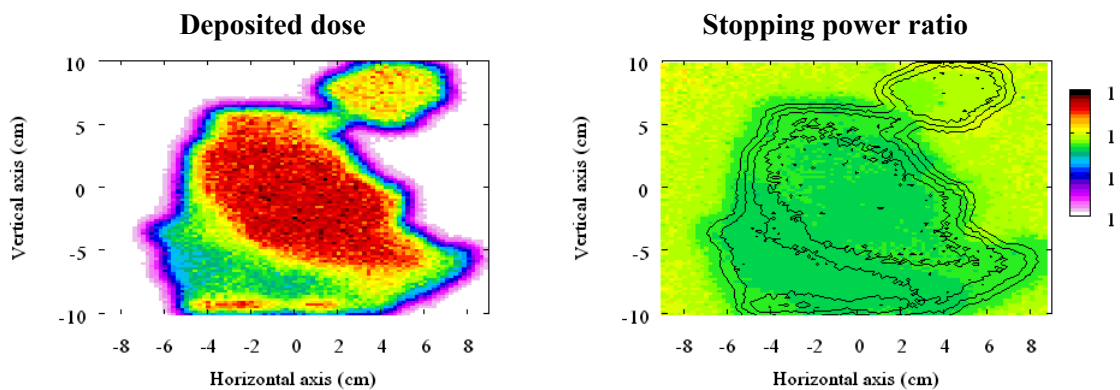 Deposited dose
Stopping power ratio
10
5
0
-5
-10
-8 -6 -4 -2 0 2 4 6 8
Vertical axis (cm)
Horizontal axis (cm)
10
5
0
-5
-10
-8 -6 -4 -2 0 2 4 6 8
Vertical axis (cm)
Horizontal axis (cm)
1
1
1
1